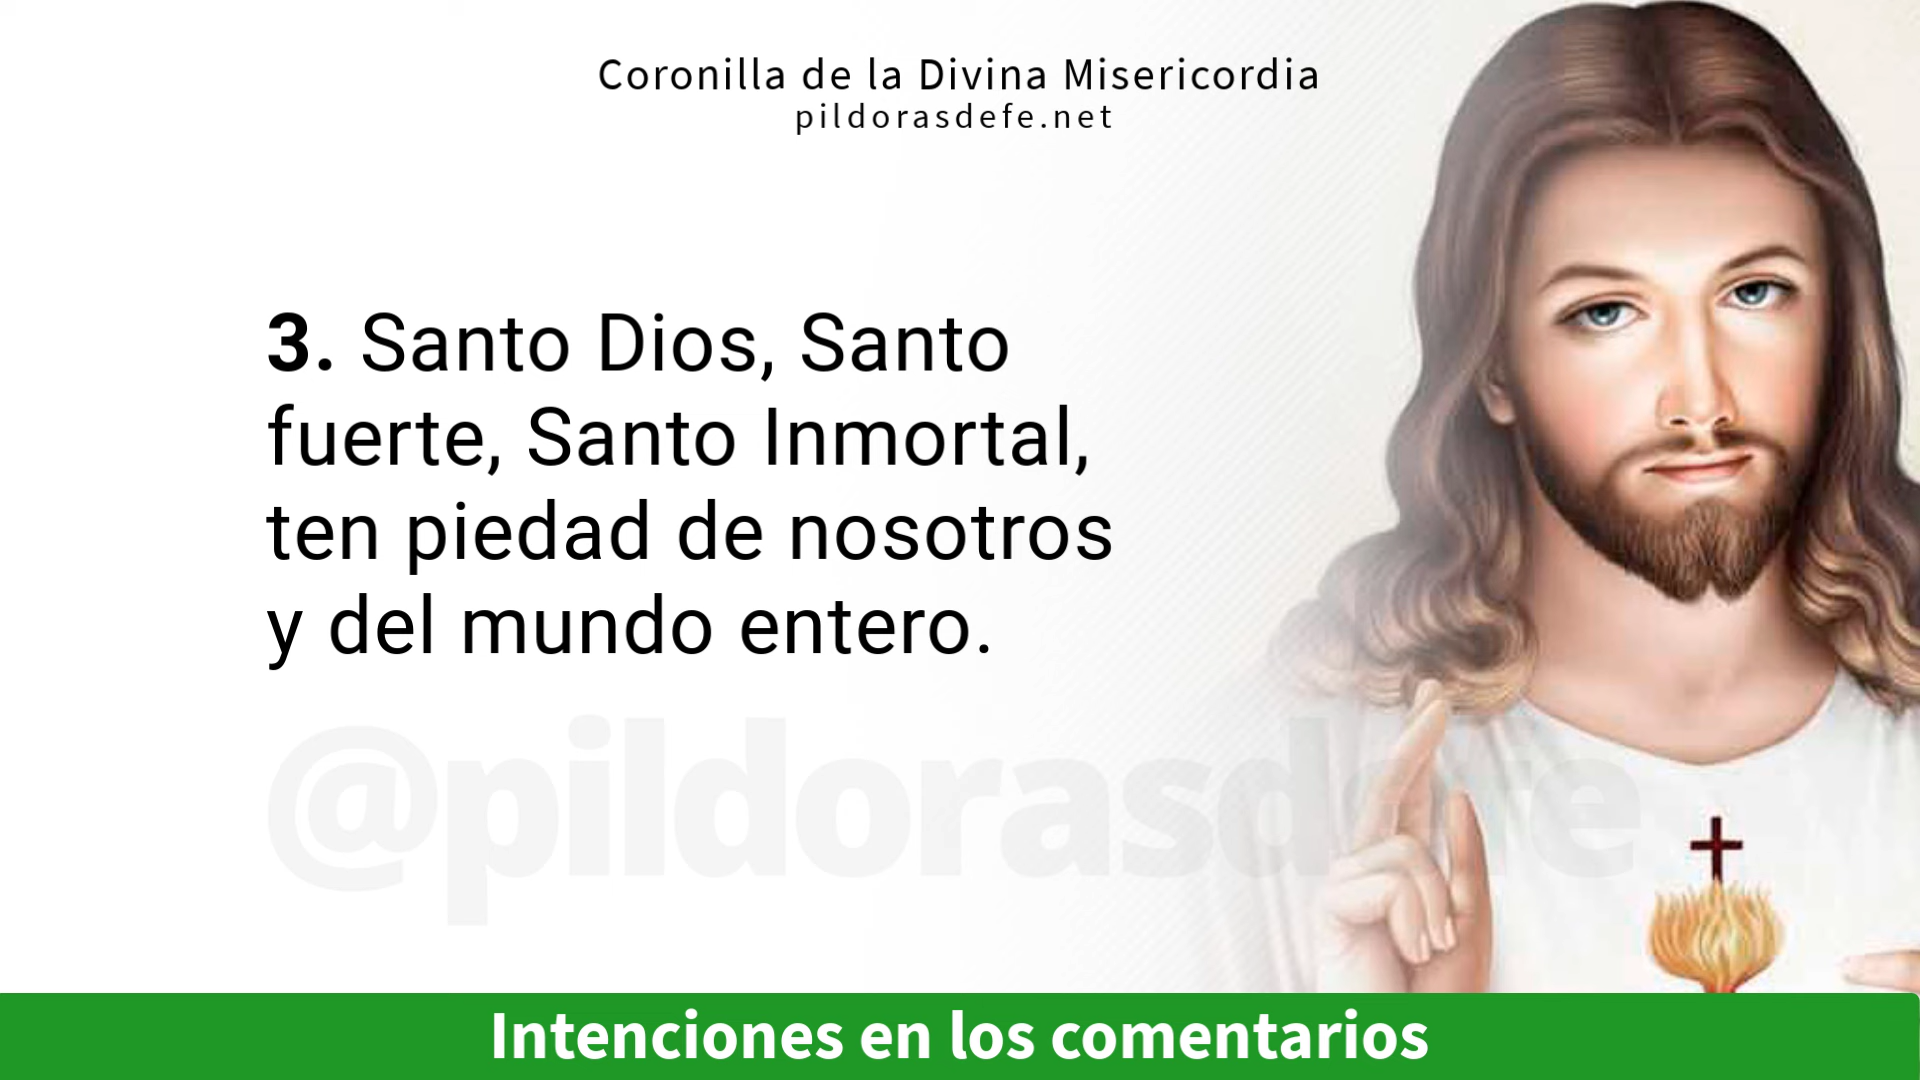 Coronilla de la Divina Misericordia
pildorasdefe.net
3. Santo Dios, Santo
fuerte, Santo Inmortal,
ten piedad de nosotros
y del mundo entero.
@pildorasdefe
Intenciones en los comentarios